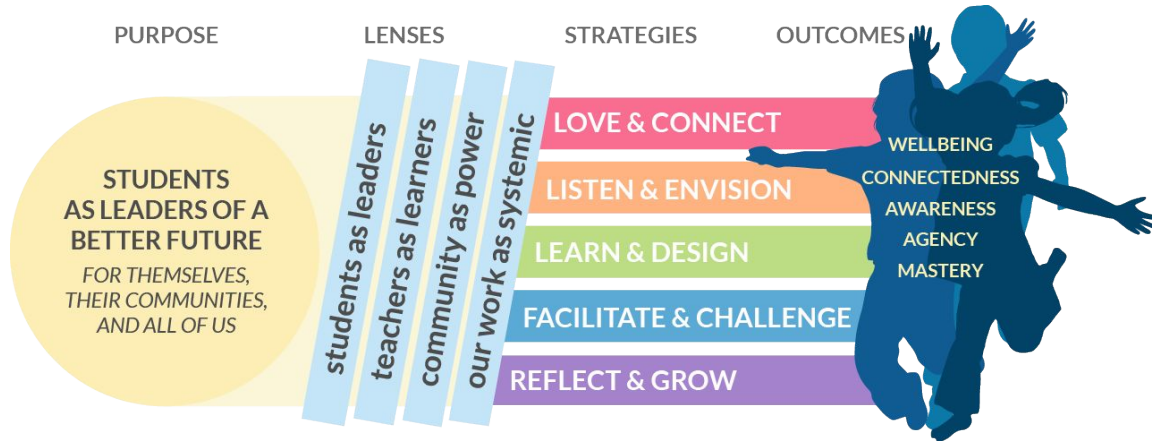 PURPOSE
LENSES
STRATEGIES
OUTCOMES
STUDENTS
AS LEADERS OF A
BETTER FUTURE
FOR THEMSELVES,
THEIR COMMUNITIES,
AND ALL OF US
students as leaders
teachers as learners
community as power
our work as systemic
LOVE & CONNECT
LISTEN & ENVISION
LEARN & DESIGN
FACILITATE & CHALLENGE
REFLECT & GROW
WELLBEING
CONNECTEDNESS
AWARENESS
AGENCY
MASTERY